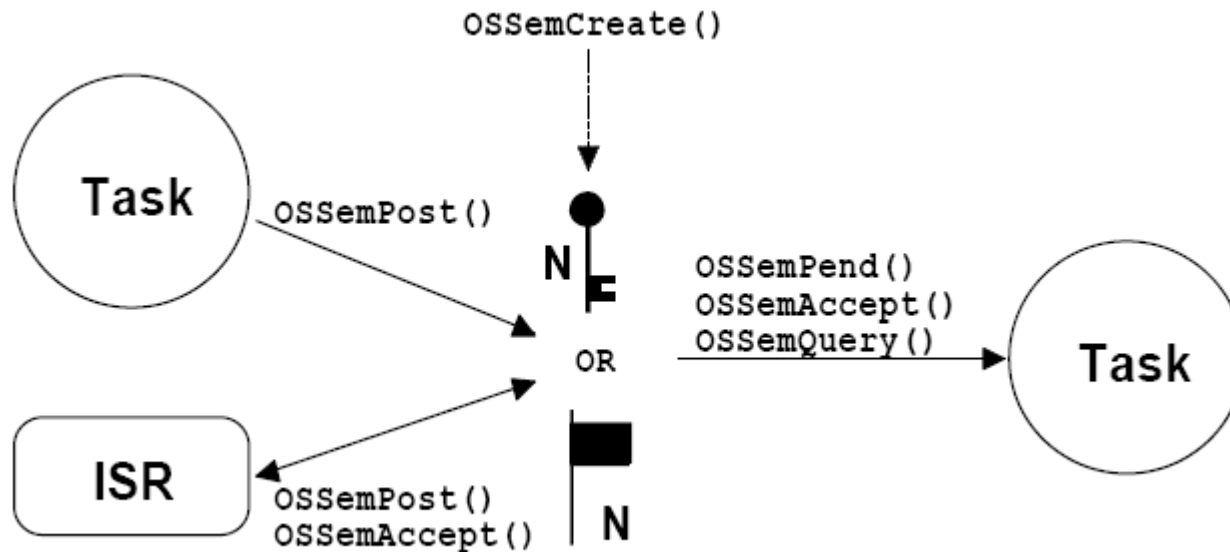 OSSemCreate()
Task
OSSemPost()
N
OSSemPend()
OSSemAccept()
OSSemQuery()
OR
Task
ISR
OSSemPost()
OSSemAccept()
N